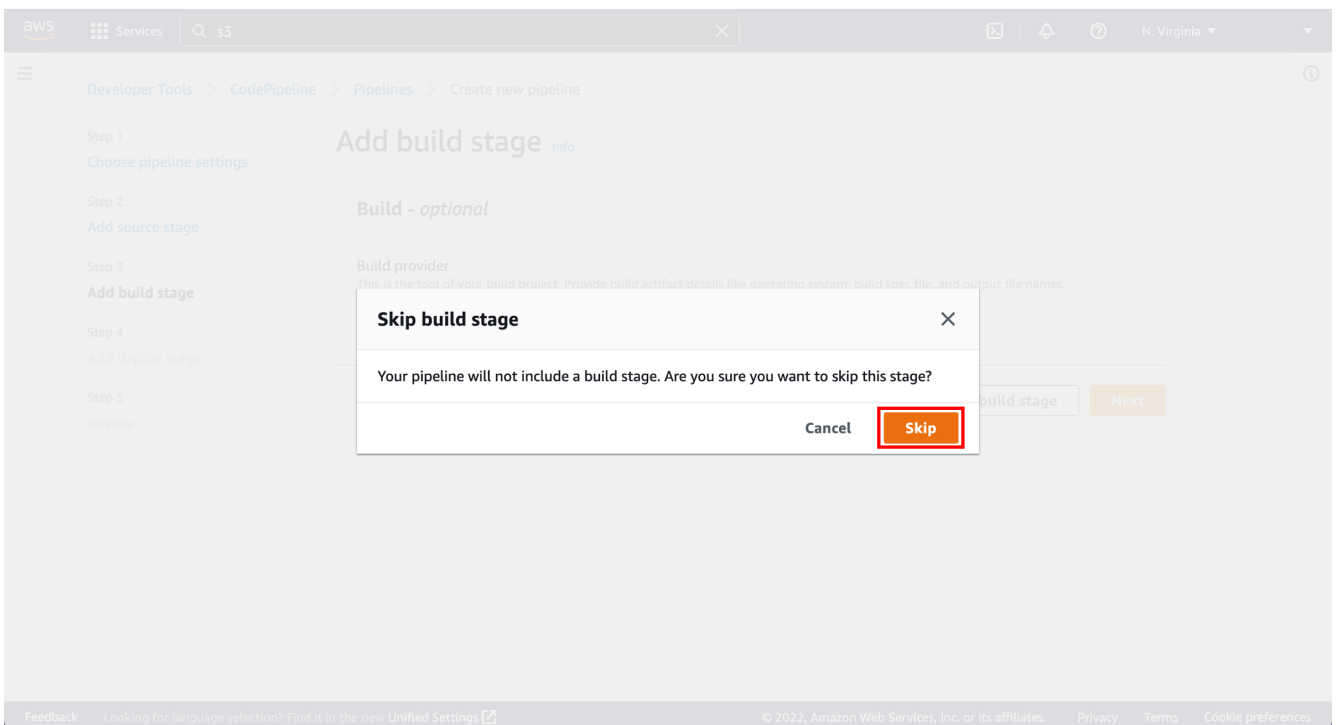 aws
Services
s3
N. Virginia
Developer Tools > CodePipeline > Pipelines > Create new pipeline
Step 1
Choose pipeline settings
Step 2
Add source stage
Step 3
Add build stage
Step 4
Add deploy stage
Step 5
Review
Add build stage Info
Build - optional
Build provider
This is the tool of your build project. Provide build artifact details like operating system, build spec file, and output file names.
Skip build stage
Your pipeline will not include a build stage. Are you sure you want to skip this stage?
Cancel Skip
build stage Next
Feedback Looking for language selection? Find it in the new Unified Settings © 2022, Amazon Web Services, Inc. or its affiliates. Privacy Terms Cookie preferences